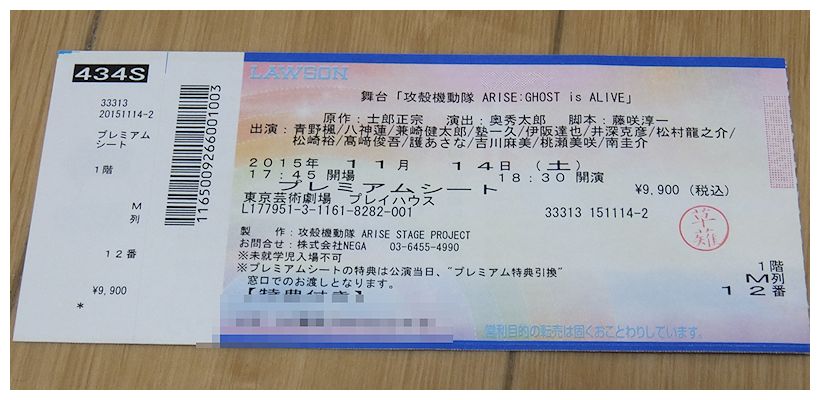 434S
33313
20151114-2
プレミアム
シート
1階
M
列
12番
¥9,900
*
1165009266001003
LAWSON
舞台「攻殻機動隊 ARISE:GHOST is ALIVE」
原作:士郎正宗 演出:奥秀太郎 脚本:藤咲淳一
出演:青野楓/八神蓮/兼崎健太郎/塾一久/伊阪達也/井深克彦/松村龍之介/
松崎裕/髙﨑俊吾/護あさな/吉川麻美/桃瀬美咲/南圭介
2015年 11月 14日(土)
17:45 開場 18:30 開演
プレミアムシート ¥9,900(税込)
東京芸術劇場 プレイハウス
L177951-3-1161-8282-001 33313 151114-2
草薙
製 作:攻殻機動隊 ARISE STAGE PROJECT
お問合せ:株式会社NEGA 03-6455-4990
※未就学児入場不可
※プレミアムシートの特典は公演当日、"プレミアム特典引換"
窓口でのお渡しとなります。
1階
M列
12番
営利目的の転売は固くおことわりしています。